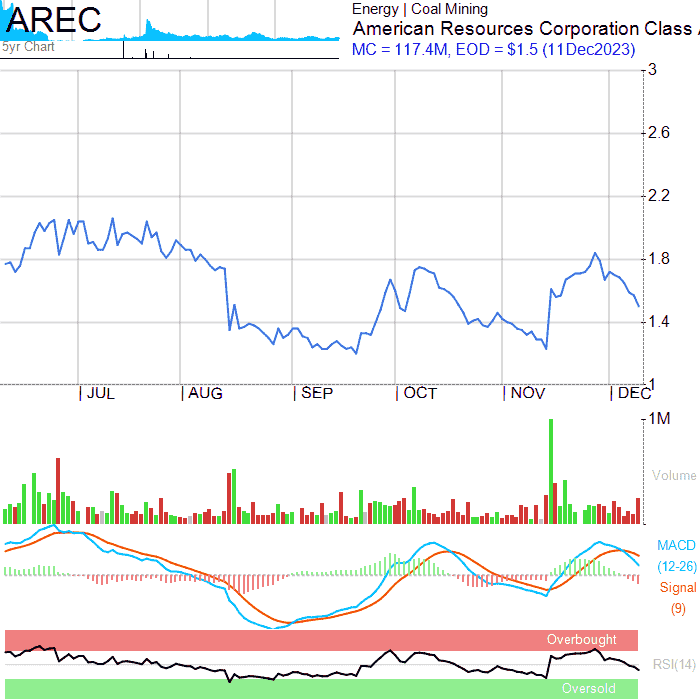 AREC
5yr Chart
Energy | Coal Mining
American Resources Corporation Class
MC = 117.4M, EOD = $1.5 (11Dec2023)
3
2.6
2.2
1.8
1.4
1
JUL AUG SEP OCT NOV DEC
1M
Volume
MACD
(12-26)
Signal
(9)
Overbought
RSI(14)
Oversold